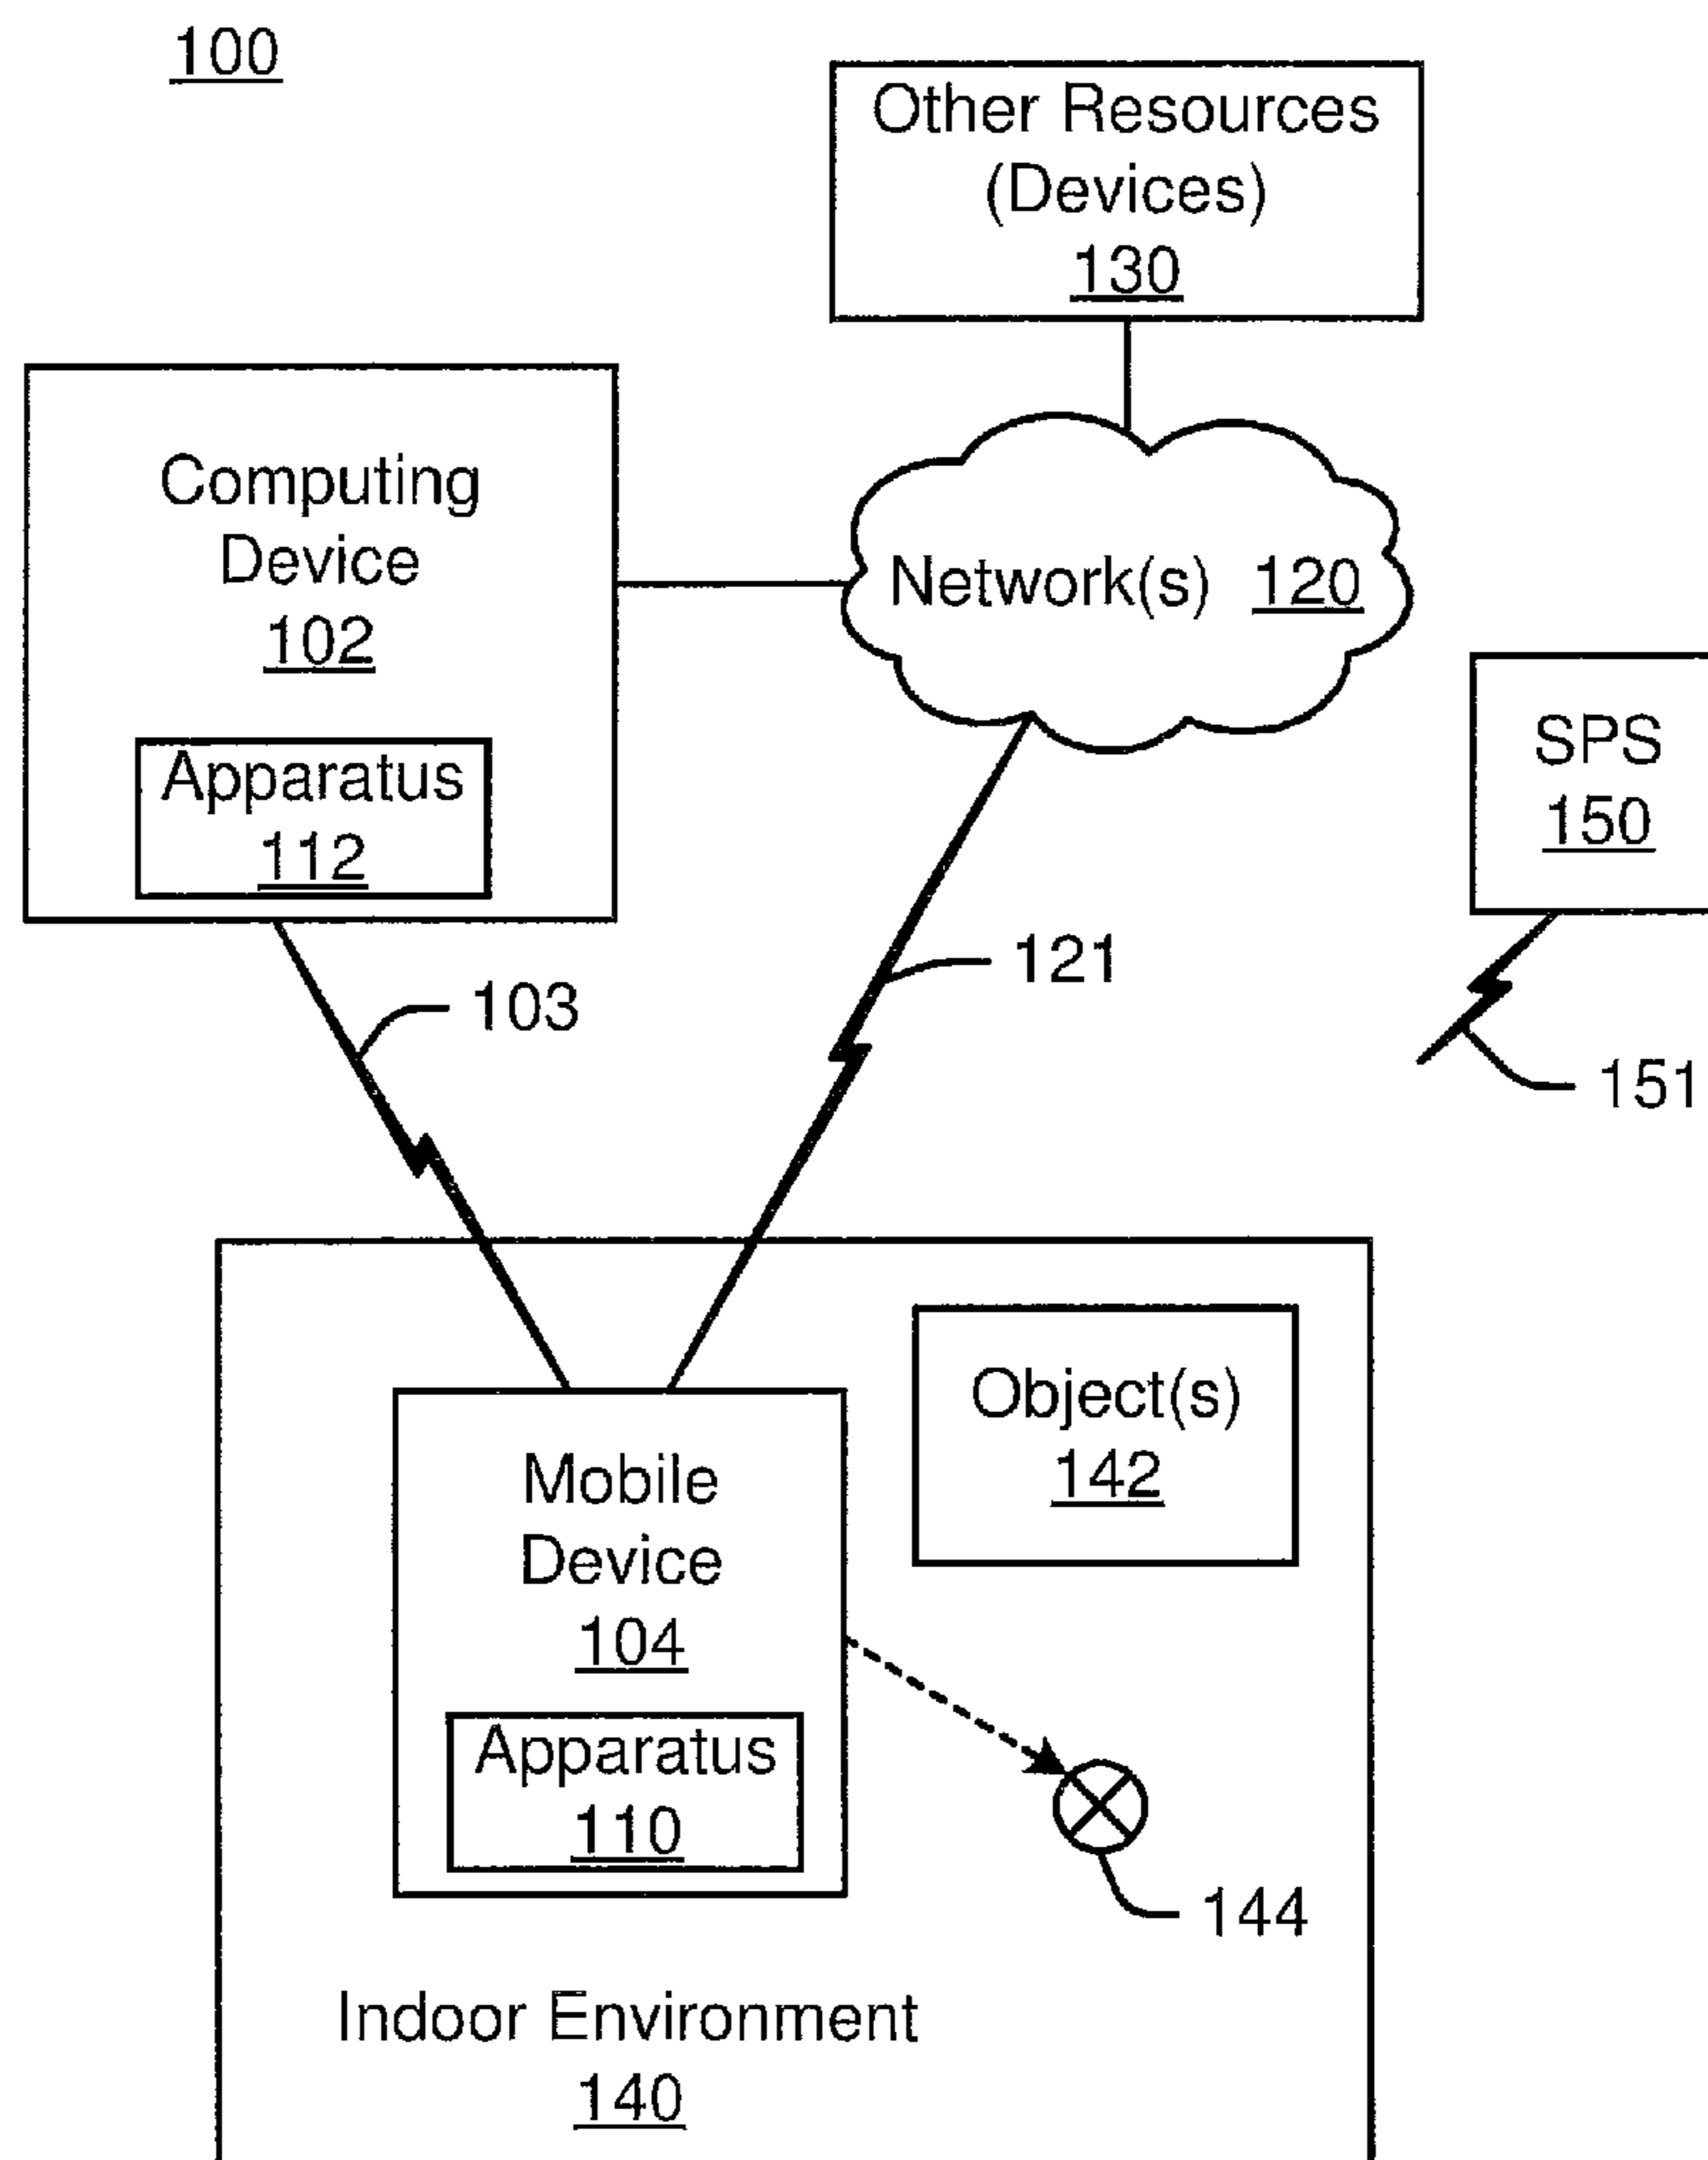 100
Other Resources
(Devices)
130
Computing
Device
102
Apparatus
112
Network(s) 120
SPS
150
103
121
151
Object(s)
142
Mobile
Device
104
Apparatus
110
144
Indoor Environment
140